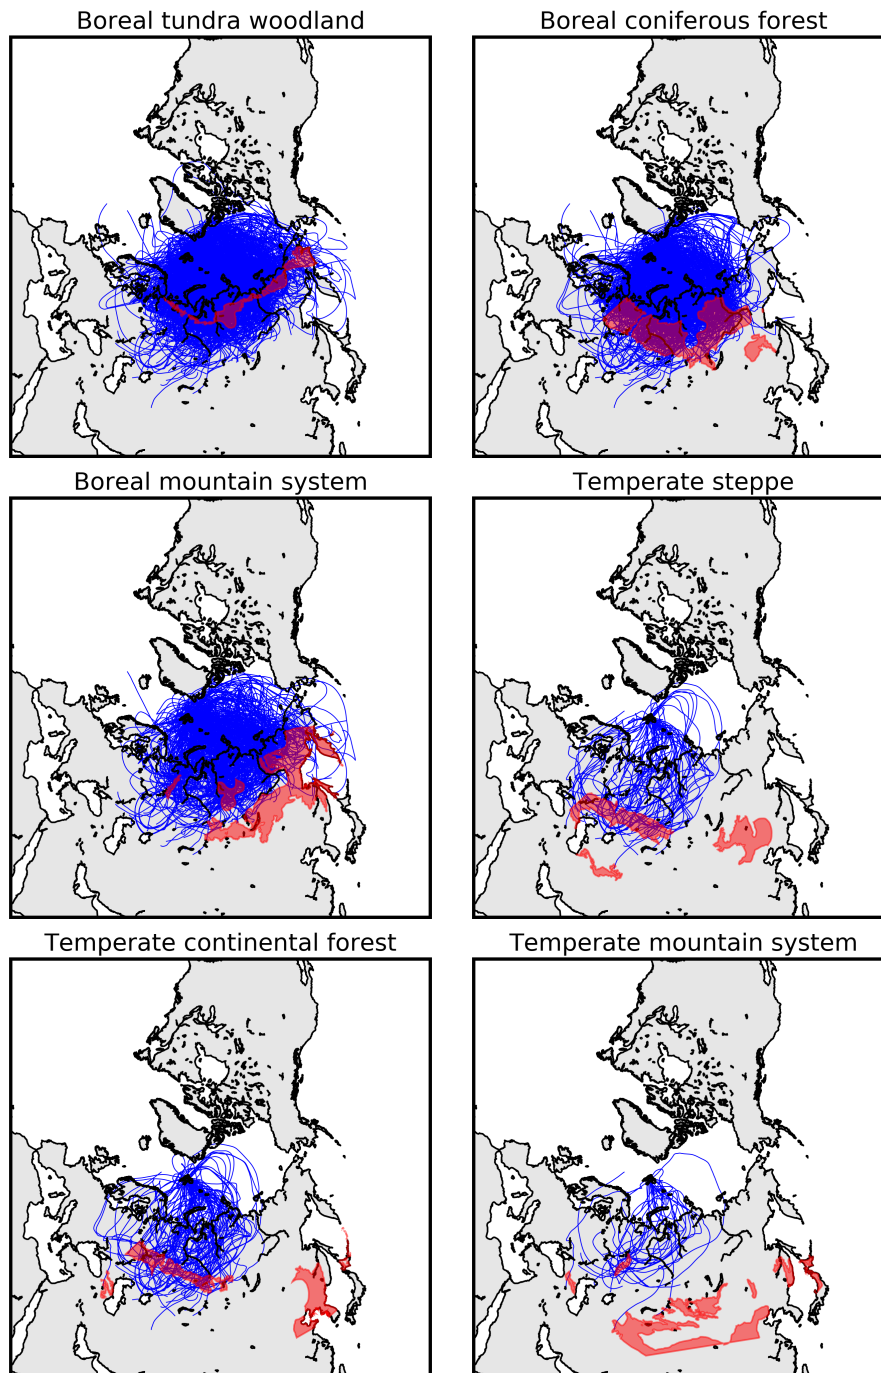 Boreal tundra woodland
Boreal coniferous forest
Boreal mountain system
Temperate steppe
Temperate continental forest
Temperate mountain system